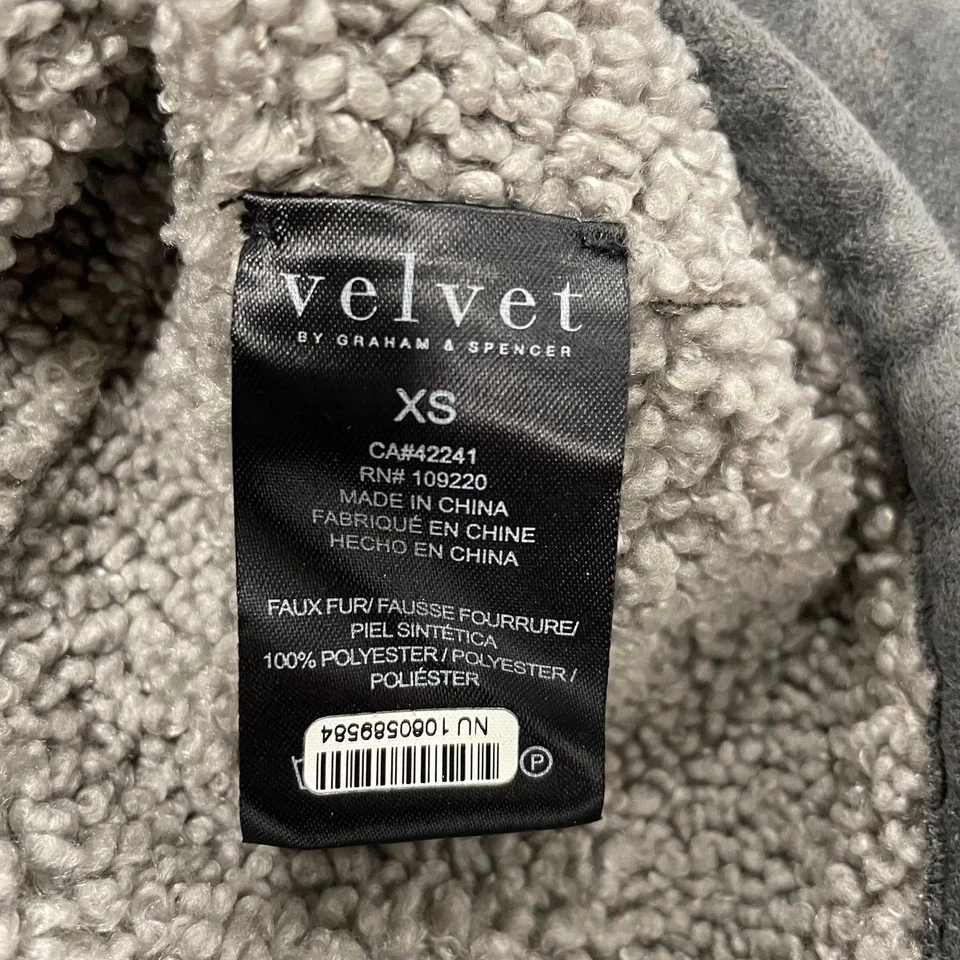 velvet
BY GRAHAM & SPENCER
XS
CA#42241
RN# 109220
MADE IN CHINA
FABRIQUÉ EN CHINE
HECHO EN CHINA
FAUX FUR/ FAUSSE FOURRURE/
PIEL SINTÉTICA
100% POLYESTER / POLYESTER /
POLIÉSTER
NU 1080589584
P